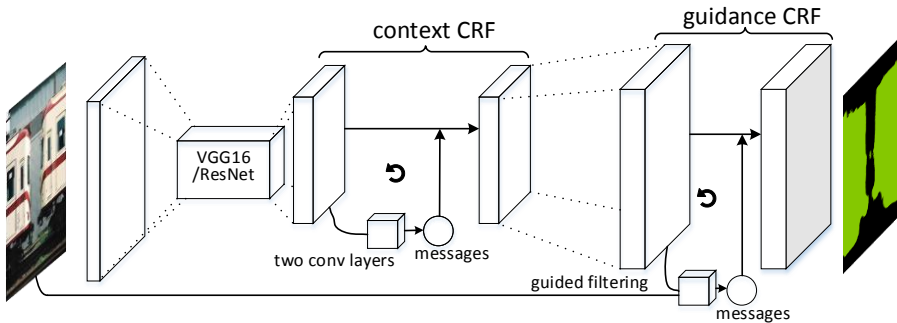 context CRF
guidance CRF
VGG16
/ResNet
two conv layers
messages
guided filtering
messages